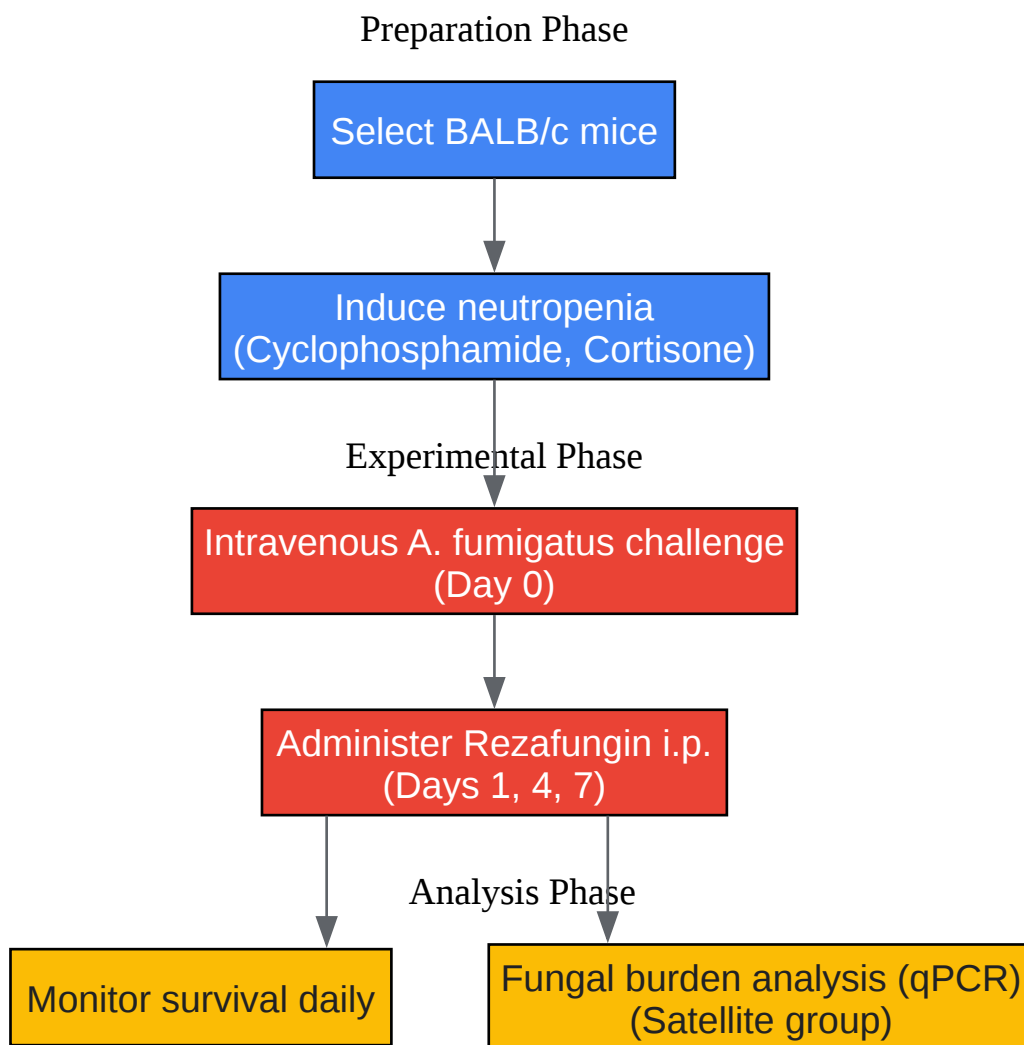 Preparation Phase
Select BALB/c mice
Induce neutropenia
(Cyclophosphamide, Cortisone)
Experimental Phase
Intravenous A. fumigatus challenge
(Day 0)
Administer Rezafungin i.p.
(Days 1, 4, 7)
Analysis Phase
Monitor survival daily
Fungal burden analysis (qPCR)
(Satellite group)